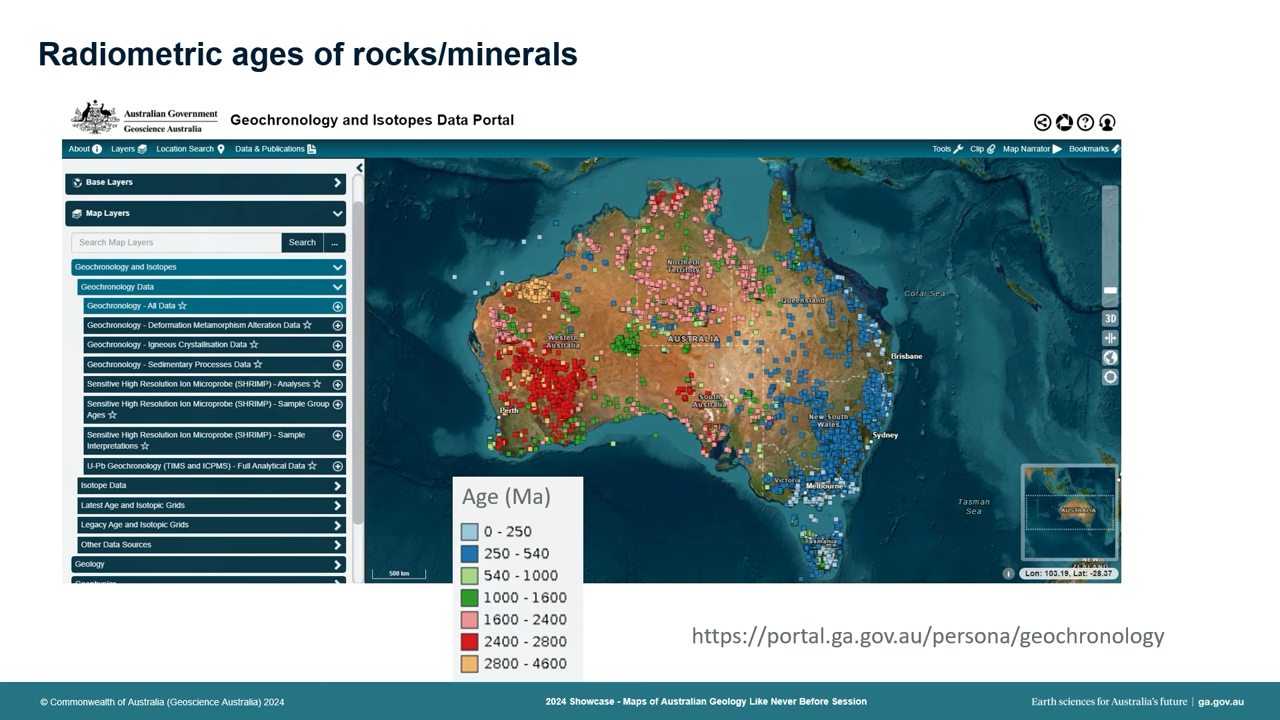 Radiometric ages of rocks/minerals
Australian Government
Geoscience Australia
Geochronology and Isotopes Data Portal
About
Layers
Location Search
Data & Publications
Tools
Clip
Map Narrator
Bookmarks
Base Layers
Map Layers
Search Map Layers
Search
...
Geochronology and Isotopes
Geochronology Data
Geochronology - All Data
Geochronology - Deformation Metamorphism Alteration Data
Geochronology - Igneous Crystallisation Data
Geochronology - Sedimentary Processes Data
Sensitive High Resolution Ion Microprobe (SHRIMP) - Analyses
Sensitive High Resolution Ion Microprobe (SHRIMP) - Sample Group
Ages
Sensitive High Resolution Ion Microprobe (SHRIMP) - Sample
Interpretations
U-Pb Geochronology (TIMS and ICPMS) - Full Analytical Data
Isotope Data
Latest Age and Isotopic Grids
Legacy Age and Isotopic Grids
Other Data Sources
Geology
Northern
Territory
Queensland
Coral Sea
Western
Australia
AUSTRALIA
Brisbane
South
Australia
Perth
New South
Wales
Sydney
Victoria
Melbourne
Tasman
Sea
Tasmania
3D
AUSTRALIA
NEW
ZEALAND
500 km
Lon: 103.19, Lat: -28.37
Age (Ma)
0 - 250
250 - 540
540 - 1000
1000 - 1600
1600 - 2400
2400 - 2800
2800 - 4600
https://portal.ga.gov.au/persona/geochronology
© Commonwealth of Australia (Geoscience Australia) 2024
2024 Showcase - Maps of Australian Geology Like Never Before Session
Earth sciences for Australia's future | ga.gov.au